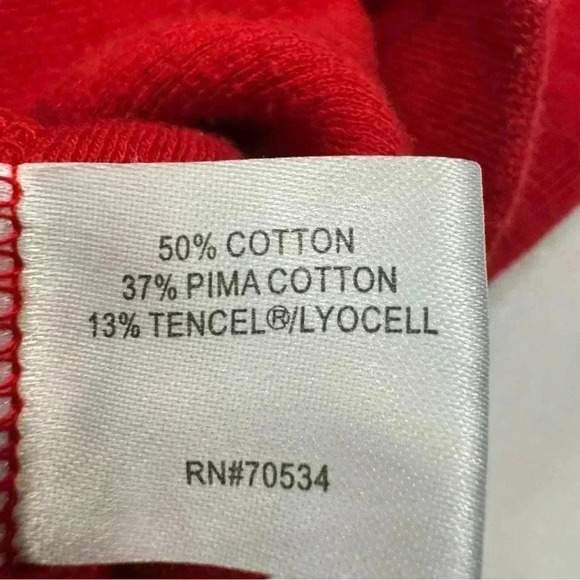 50% COTTON
37% PIMA COTTON
13% TENCEL®/LYOCELL
RN#70534